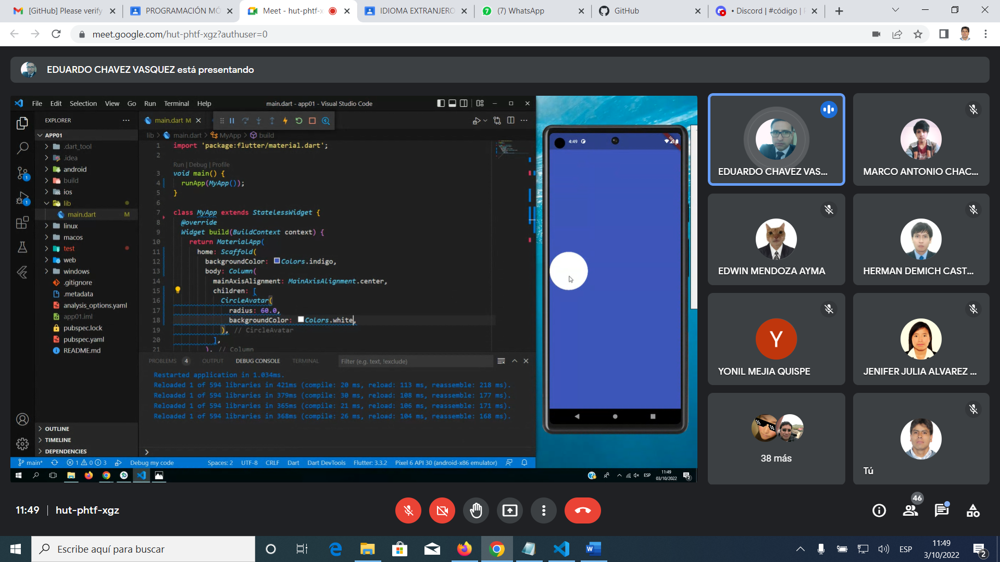 [GitHub] Please verify
PROGRAMACIÓN MÓ
Meet - hut-phtf-x
IDIOMA EXTRANJERO
(7) WhatsApp
GitHub
• Discord | #código |
meet.google.com/hut-phtf-xgz?authuser=0
EDUARDO CHAVEZ VASQUEZ está presentando
File Edit Selection View Go Run Terminal Help
main.dart - app01 - Visual Studio Code
EXPLORER
main.dart M
APP01
.dart_tool
.idea
android
build
ios
lib
main.dart M
linux
macos
test
web
windows
.gitignore
.metadata
analysis_options.yaml
app01.iml
pubspec.lock
pubspec.yaml
README.md
OUTLINE
TIMELINE
DEPENDENCIES
lib > main.dart > MyApp > build
1 import 'package:flutter/material.dart';
2
Run | Debug | Profile
3 void main() {
4 runApp(MyApp());
5 }
6
7 class MyApp extends StatelessWidget {
8 @override
9 Widget build(BuildContext context) {
10 return MaterialApp(
11 home: Scaffold(
12 backgroundColor: Colors.indigo,
13 body: Column(
14 mainAxisAlignment: MainAxisAlignment.center,
15 children: [
16 CircleAvatar(
17 radius: 60.0,
18 backgroundColor: Colors.white,
19 ), // CircleAvatar
20 ],
21 ), // Column
PROBLEMS 4 OUTPUT DEBUG CONSOLE TERMINAL
Filter (e.g. text, !exclude)
Restarted application in 1.034ms.
Reloaded 1 of 594 libraries in 421ms (compile: 20 ms, reload: 113 ms, reassemble: 218 ms).
Reloaded 1 of 594 libraries in 379ms (compile: 30 ms, reload: 108 ms, reassemble: 177 ms).
Reloaded 1 of 594 libraries in 365ms (compile: 21 ms, reload: 106 ms, reassemble: 171 ms).
Reloaded 1 of 594 libraries in 368ms (compile: 26 ms, reload: 104 ms, reassemble: 168 ms).
main* 1 0 3 Debug my code Spaces: 2 UTF-8 CRLF Dart Dart DevTools Flutter: 3.3.2 Pixel 6 API 30 (android-x86 emulator)
ESP
11:49
03/10/2022
2
4:49
EDUARDO CHAVEZ VAS...
MARCO ANTONIO CHAC...
EDWIN MENDOZA AYMA
HERMAN DEMICH CAST...
Y
YONIL MEJIA QUISPE
JENIFER JULIA ALVAREZ ...
38 más
Tú
11:49 | hut-phtf-xgz
46
Escribe aquí para buscar
ESP
11:49
3/10/2022
2